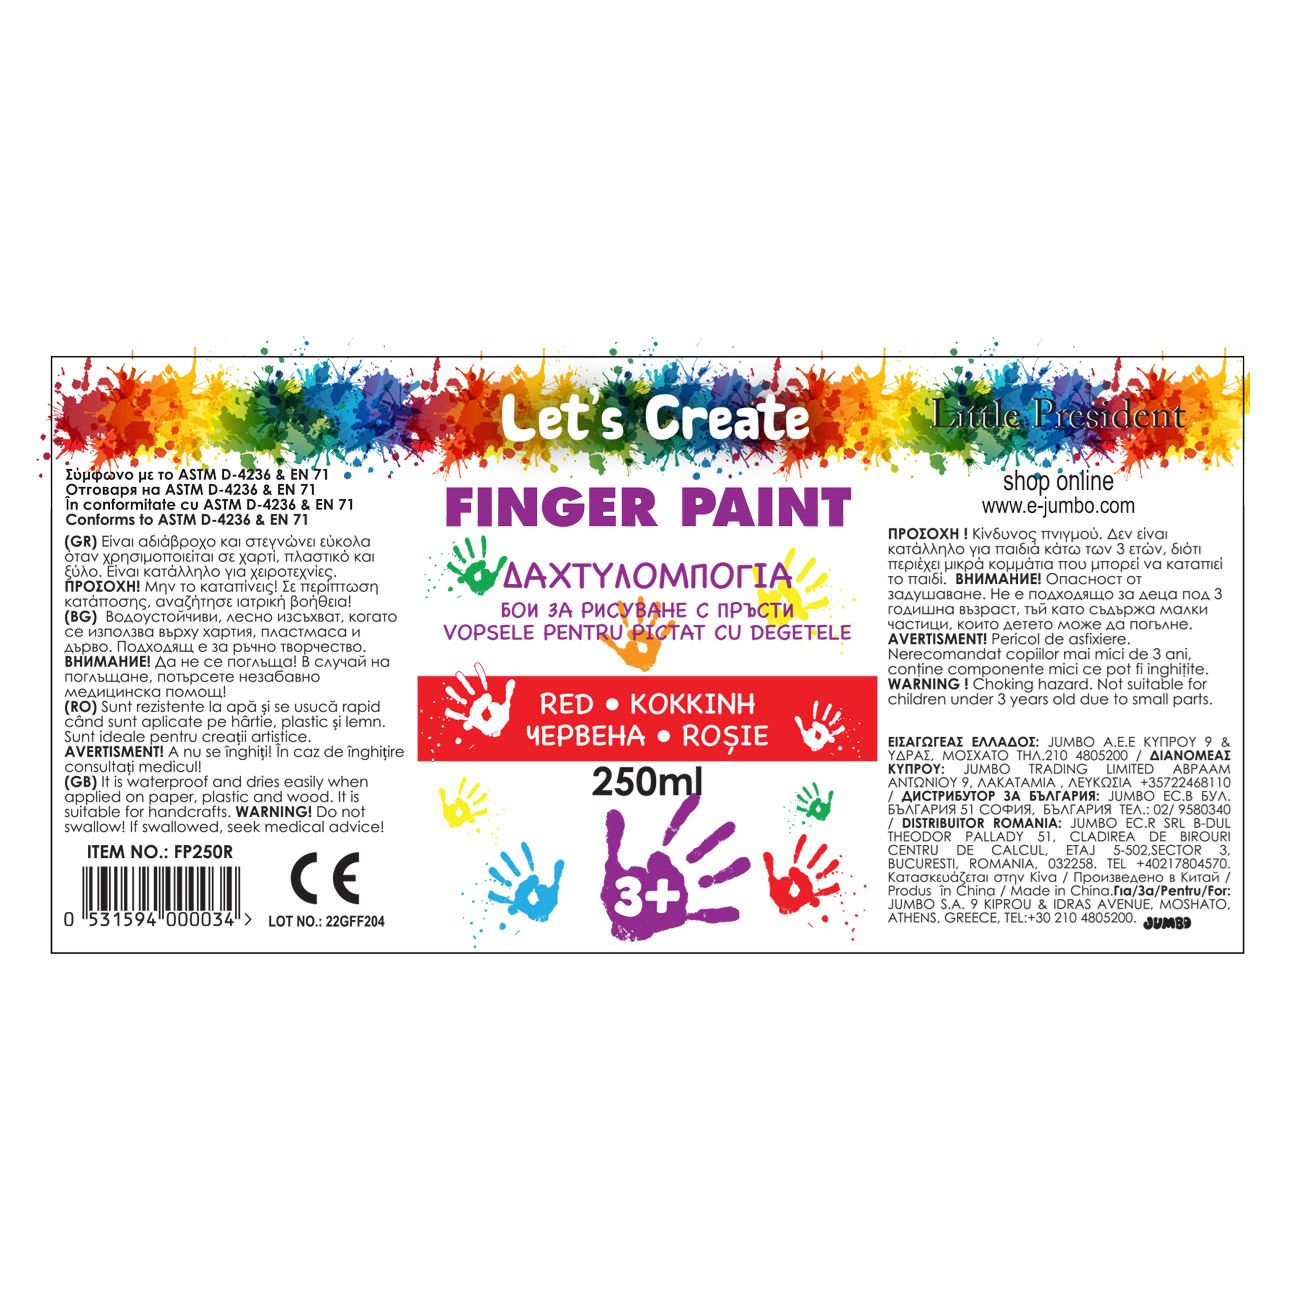 Let's Create
Little President
Σύμφωνο με το ASTM D-4236 & EN 71
Отговаря на ASTM D-4236 & EN 71
În conformitate cu ASTM D-4236 & EN 71
Conforms to ASTM D-4236 & EN 71
(GR) Είναι αδιάβροχο και στεγνώνει εύκολα
όταν χρησιμοποιείται σε χαρτί, πλαστικό και
ξύλο. Είναι κατάλληλο για χειροτεχνίες.
ΠΡΟΣΟΧΗ! Μην το καταπίνεις! Σε περίπτωση
κατάποσης, αναζήτησε ιατρική βοήθεια!
(BG) Водоустойчиви, лесно изсъхват, когато
се използва върху хартия, пластмаса и
дърво. Подходящ е за ръчно творчество.
ВНИМАНИЕ! Да не се поглъща! В случай на
поглъщане, потърсете незабавно
медицинска помощ!
(RO) Sunt rezistente la apă și se usucă rapid
când sunt aplicate pe hârtie, plastic și lemn.
Sunt ideale pentru creații artistice.
AVERTISMENT! A nu se înghiți! În caz de înghițire
consultați medicul!
(GB) It is waterproof and dries easily when
applied on paper, plastic and wood. It is
suitable for handcrafts. WARNING! Do not
swallow! If swallowed, seek medical advice!
ITEM NO.: FP250R
0 531594 000034 >
CE
LOT NO.: 22GFF204
FINGER PAINT
ΔΑΧΤΥΛΟΜΠΟΓΙΑ
БОИ ЗА РИСУВАНЕ С ПРЪСТИ
VOPSELE PENTRU PICTAT CU DEGETELE
RED • ΚΟΚΚΙΝΗ
ЧЕРВЕНА • ROȘIE
250ml
3+
shop online
www.e-jumbo.com
ΠΡΟΣΟΧΗ ! Κίνδυνος πνιγμού. Δεν είναι
κατάλληλο για παιδιά κάτω των 3 ετών, διότι
περιέχει μικρά κομμάτια που μπορεί να καταπιεί
το παιδί. ВНИМАНИЕ! Опасност от
задушаване. Не е подходящо за деца под 3
годишна възраст, тъй като съдържа малки
частици, които детето може да погълне.
AVERTISMENT! Pericol de asfixiere.
Nerecomandat copiilor mai mici de 3 ani,
conține componente mici ce pot fi inghițite.
WARNING ! Choking hazard. Not suitable for
children under 3 years old due to small parts.
ΕΙΣΑΓΩΓΕΑΣ ΕΛΛΑΔΟΣ: JUMBO A.E.E ΚΥΠΡΟΥ 9 &
ΥΔΡΑΣ, ΜΟΣΧΑΤΟ ΤΗΛ.210 4805200 / ΔΙΑΝΟΜΕΑΣ
ΚΥΠΡΟΥ: JUMBO TRADING LIMITED ΑΒΡΑΑΜ
ΑΝΤΩΝΙΟΥ 9, ΛΑΚΑΤΑΜΙΑ , ΛΕΥΚΩΣΙΑ +35722468110
/ ДИСТРИБУТОР ЗА БЪЛГАРИЯ: JUMBO EC.B БУЛ.
БЪЛГАРИЯ 51 СОФИЯ, БЪЛГАРИЯ ТЕЛ.: 02/ 9580340
/ DISTRIBUITOR ROMANIA: JUMBO EC.R SRL B-DUL
THEODOR PALLADY 51, CLADIREA DE BIROURI
CENTRU DE CALCUL, ETAJ 5-502,SECTOR 3,
BUCURESTI, ROMANIA, 032258. TEL +40217804570.
Κατασκευάζεται στην Κίνα / Произведено в Китай /
Produs în China / Made in China.Για/За/Pentru/For:
JUMBO S.A. 9 KIPROU & IDRAS AVENUE, MOSHATO,
ATHENS, GREECE, TEL:+30 210 4805200. JUMBO